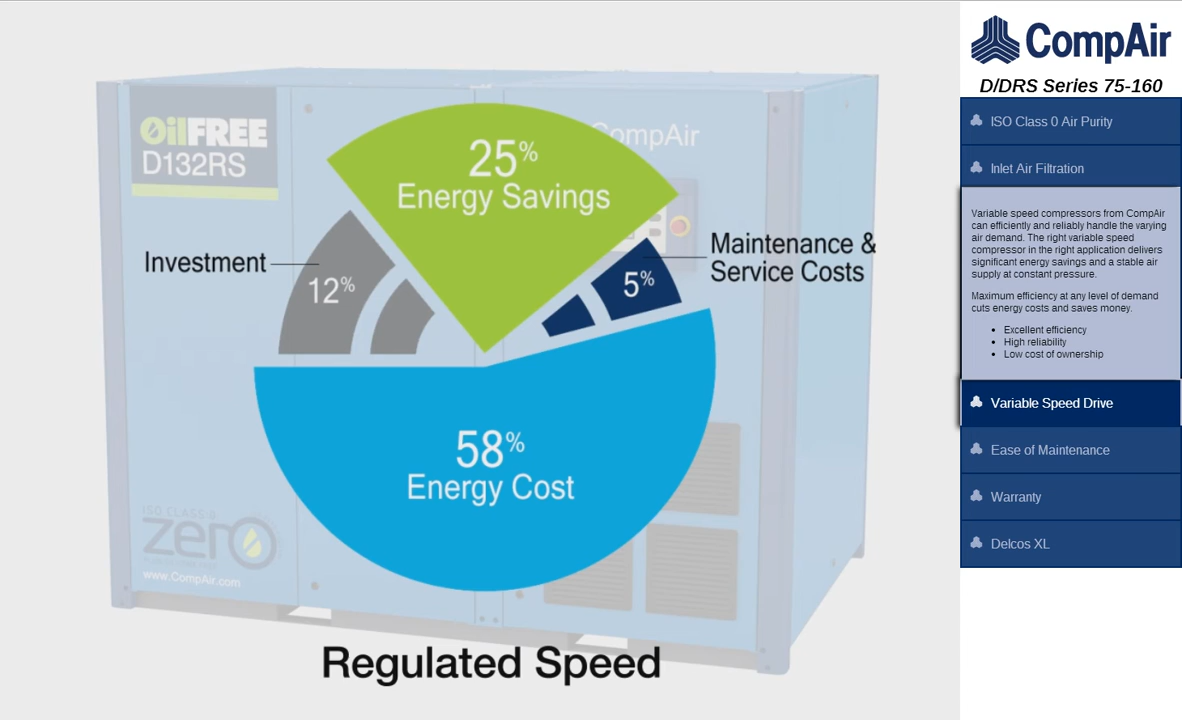 OilFREE
D132RS
CompAir
25%
Energy Savings
Investment
12%
Maintenance &
Service Costs
5%
58%
Energy Cost
ISO CLASS 0
zero
www.CompAir.com
Regulated Speed
CompAir
D/DRS Series 75-160
ISO Class 0 Air Purity
Inlet Air Filtration
Variable speed compressors from CompAir
can efficiently and reliably handle the varying
air demand. The right variable speed
compressor in the right application delivers
significant energy savings and a stable air
supply at constant pressure.
Maximum efficiency at any level of demand
cuts energy costs and saves money.
• Excellent efficiency
• High reliability
• Low cost of ownership
Variable Speed Drive
Ease of Maintenance
Warranty
Delcos XL